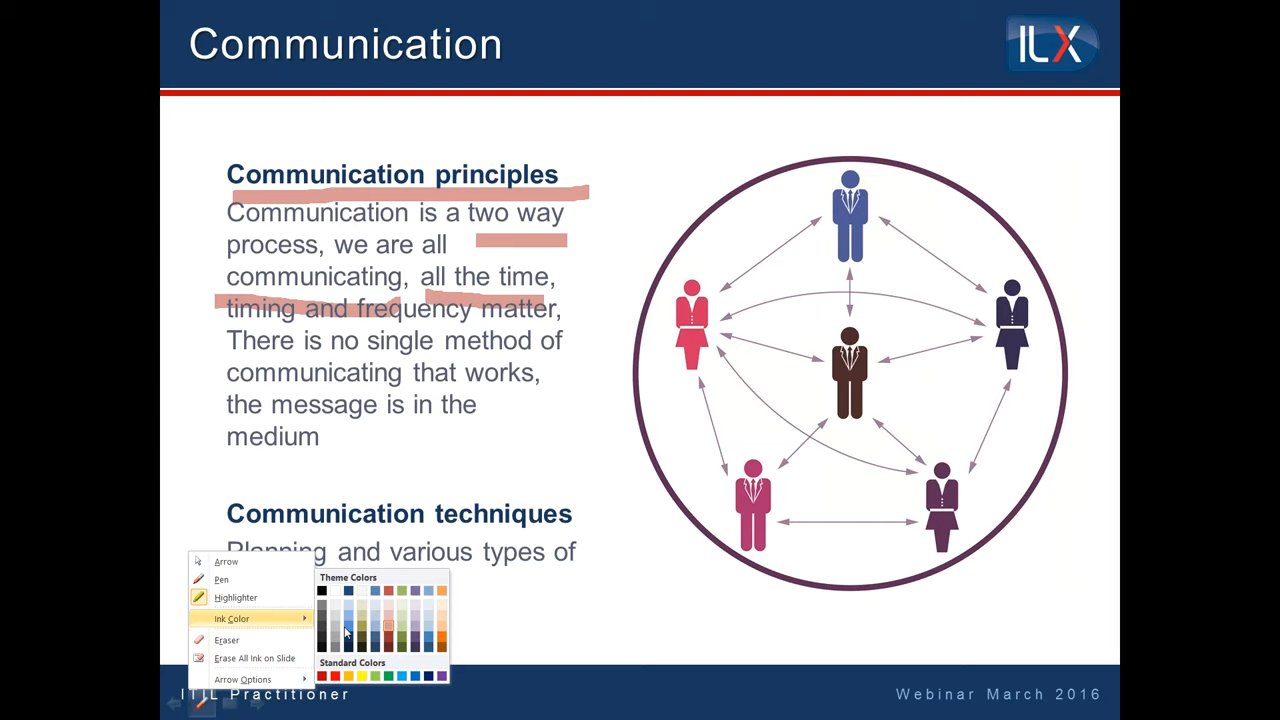 Communication
ILX
Communication principles
Communication is a two way
process, we are all
communicating, all the time,
timing and frequency matter,
There is no single method of
communicating that works,
the message is in the
medium
Communication techniques
Planning and various types of
Arrow
Pen
Highlighter
Ink Color
Eraser
Erase All Ink on Slide
Arrow Options
Theme Colors
Standard Colors
ITIL Practitioner
Webinar March 2016